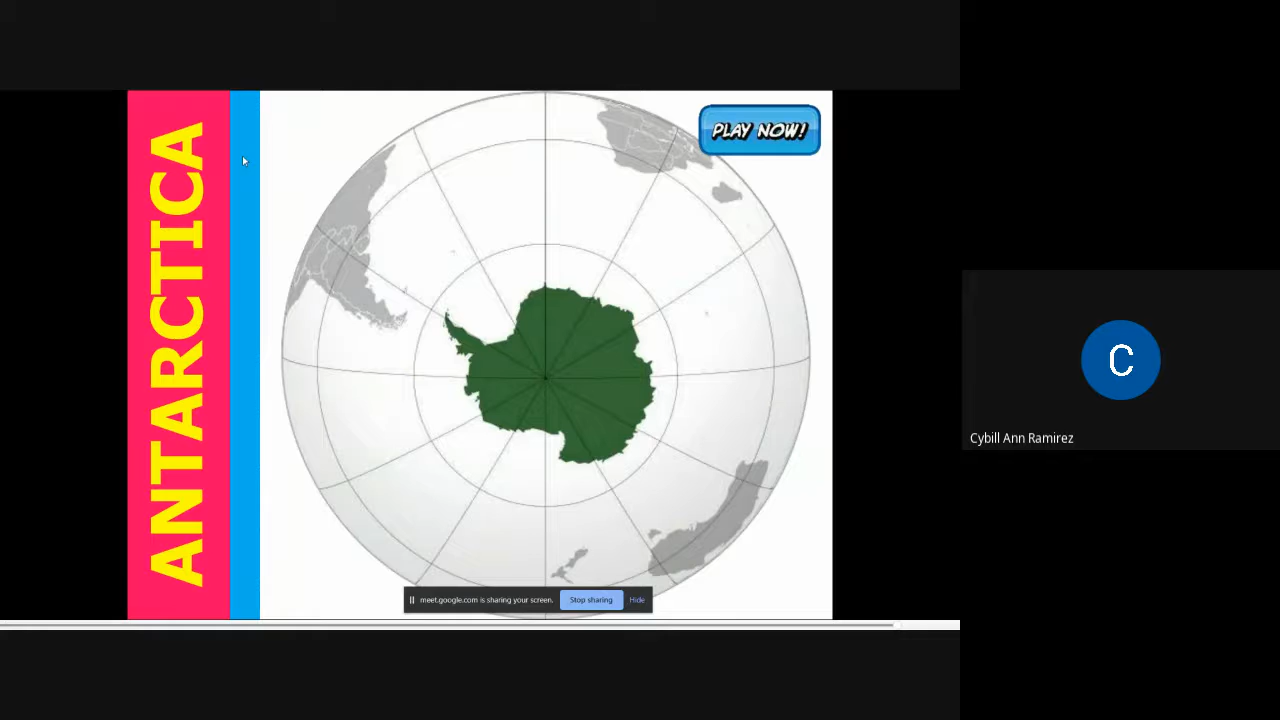 ANTARCTICA
PLAY NOW!
meet.google.com is sharing your screen. Stop sharing Hide
C
Cybill Ann Ramirez